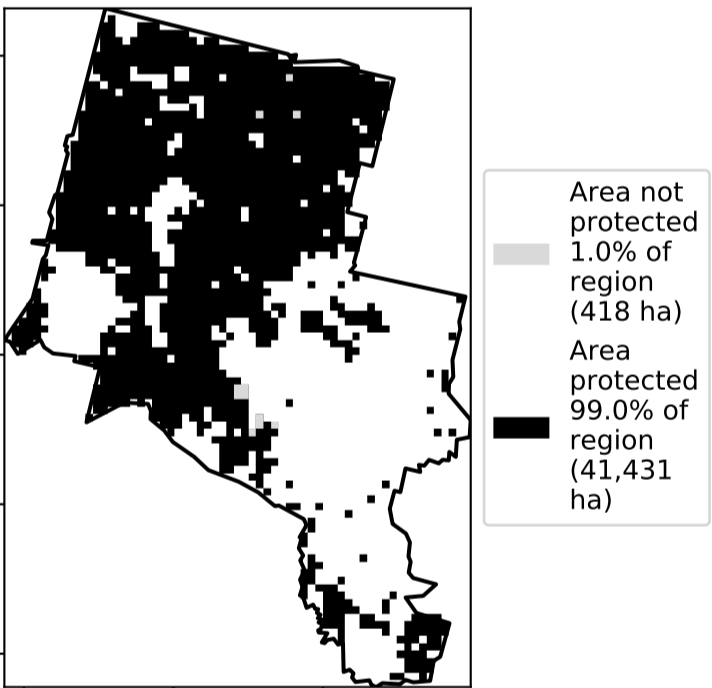 Area not
protected
1.0% of
region
(418 ha)
Area
protected
99.0% of
region
(41,431
ha)